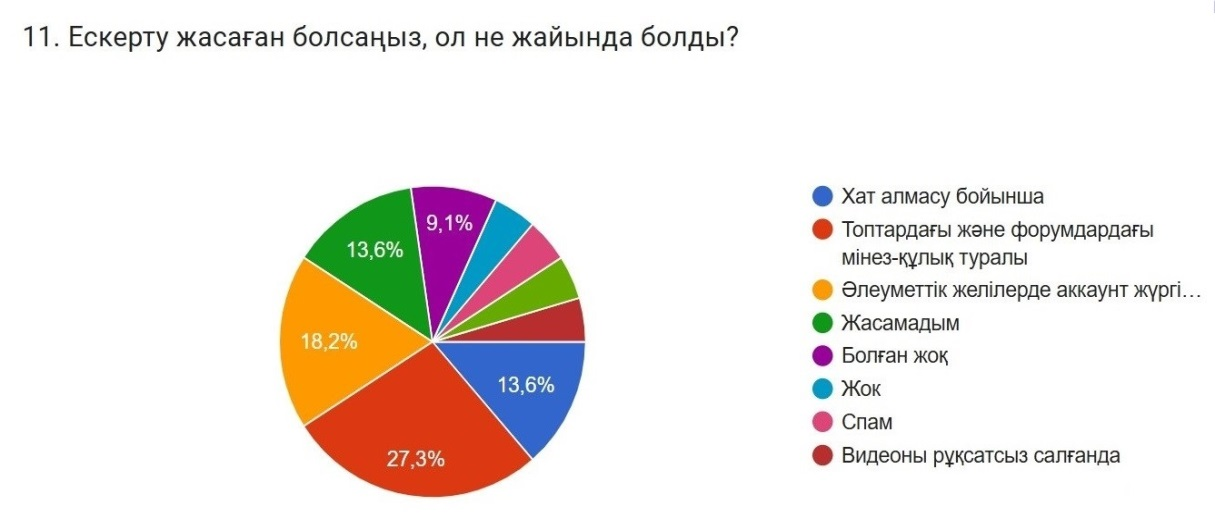 11. Ескерту жасаған болсаңыз, ол не жайында болды?
9,1%
13,6%
18,2%
13,6%
27,3%
Хат алмасу бойынша
Топтардағы және форумдардағы
мінез-құлық туралы
Әлеуметтік желілерде аккаунт жүргі...
Жасамадым
Болған жоқ
Жок
Спам
Видеоны рұқсатсыз салғанда